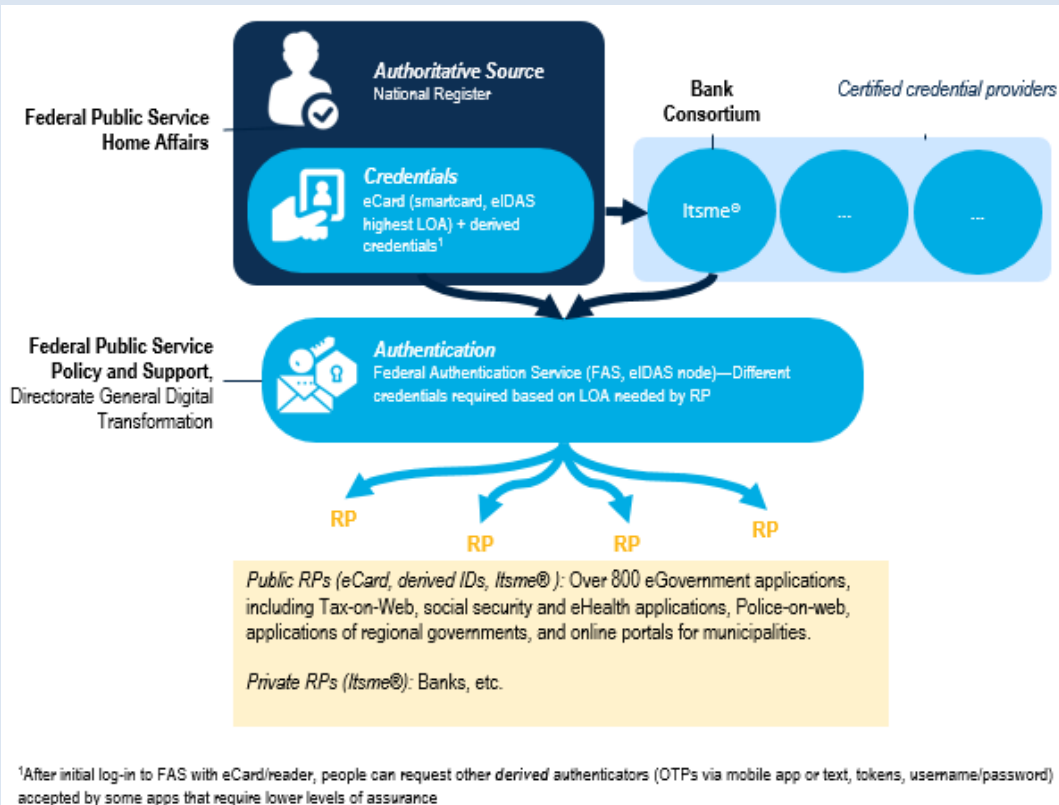 Authoritative Source
National Register
Federal Public Service
Home Affairs
Bank
Consortium
Certified credential providers
Credentials
eCard (smartcard, eIDAS
highest LOA) + derived
credentials¹
Itsme®
...
...
Federal Public Service
Policy and Support,
Directorate General Digital
Transformation
Authentication
Federal Authentication Service (FAS, eIDAS node)—Different
credentials required based on LOA needed by RP
RP
RP
RP
RP
Public RPs (eCard, derived IDs, Itsme® ): Over 800 eGovernment applications,
including Tax-on-Web, social security and eHealth applications, Police-on-web,
applications of regional governments, and online portals for municipalities.
Private RPs (Itsme®): Banks, etc.
¹After initial log-in to FAS with eCard/reader, people can request other derived authenticators (OTPs via mobile app or text, tokens, username/password)
accepted by some apps that require lower levels of assurance